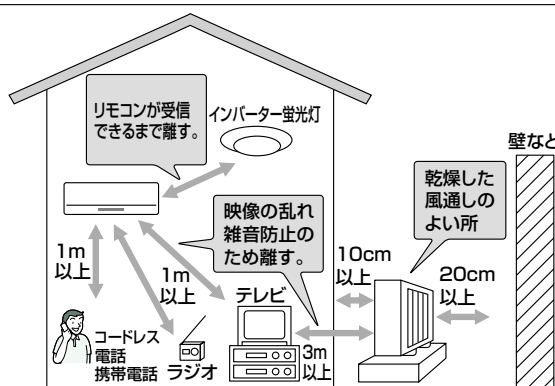 リモコンが受信
できるまで離す。
インバーター蛍光灯
壁など
乾燥した
風通しの
よい所
映像の乱れ
雑音防止の
ため離す。
1m
以上
1m
以上
10cm
以上
20cm
以上
テレビ
3m
以上
コードレス
電話
携帯電話
ラジオ